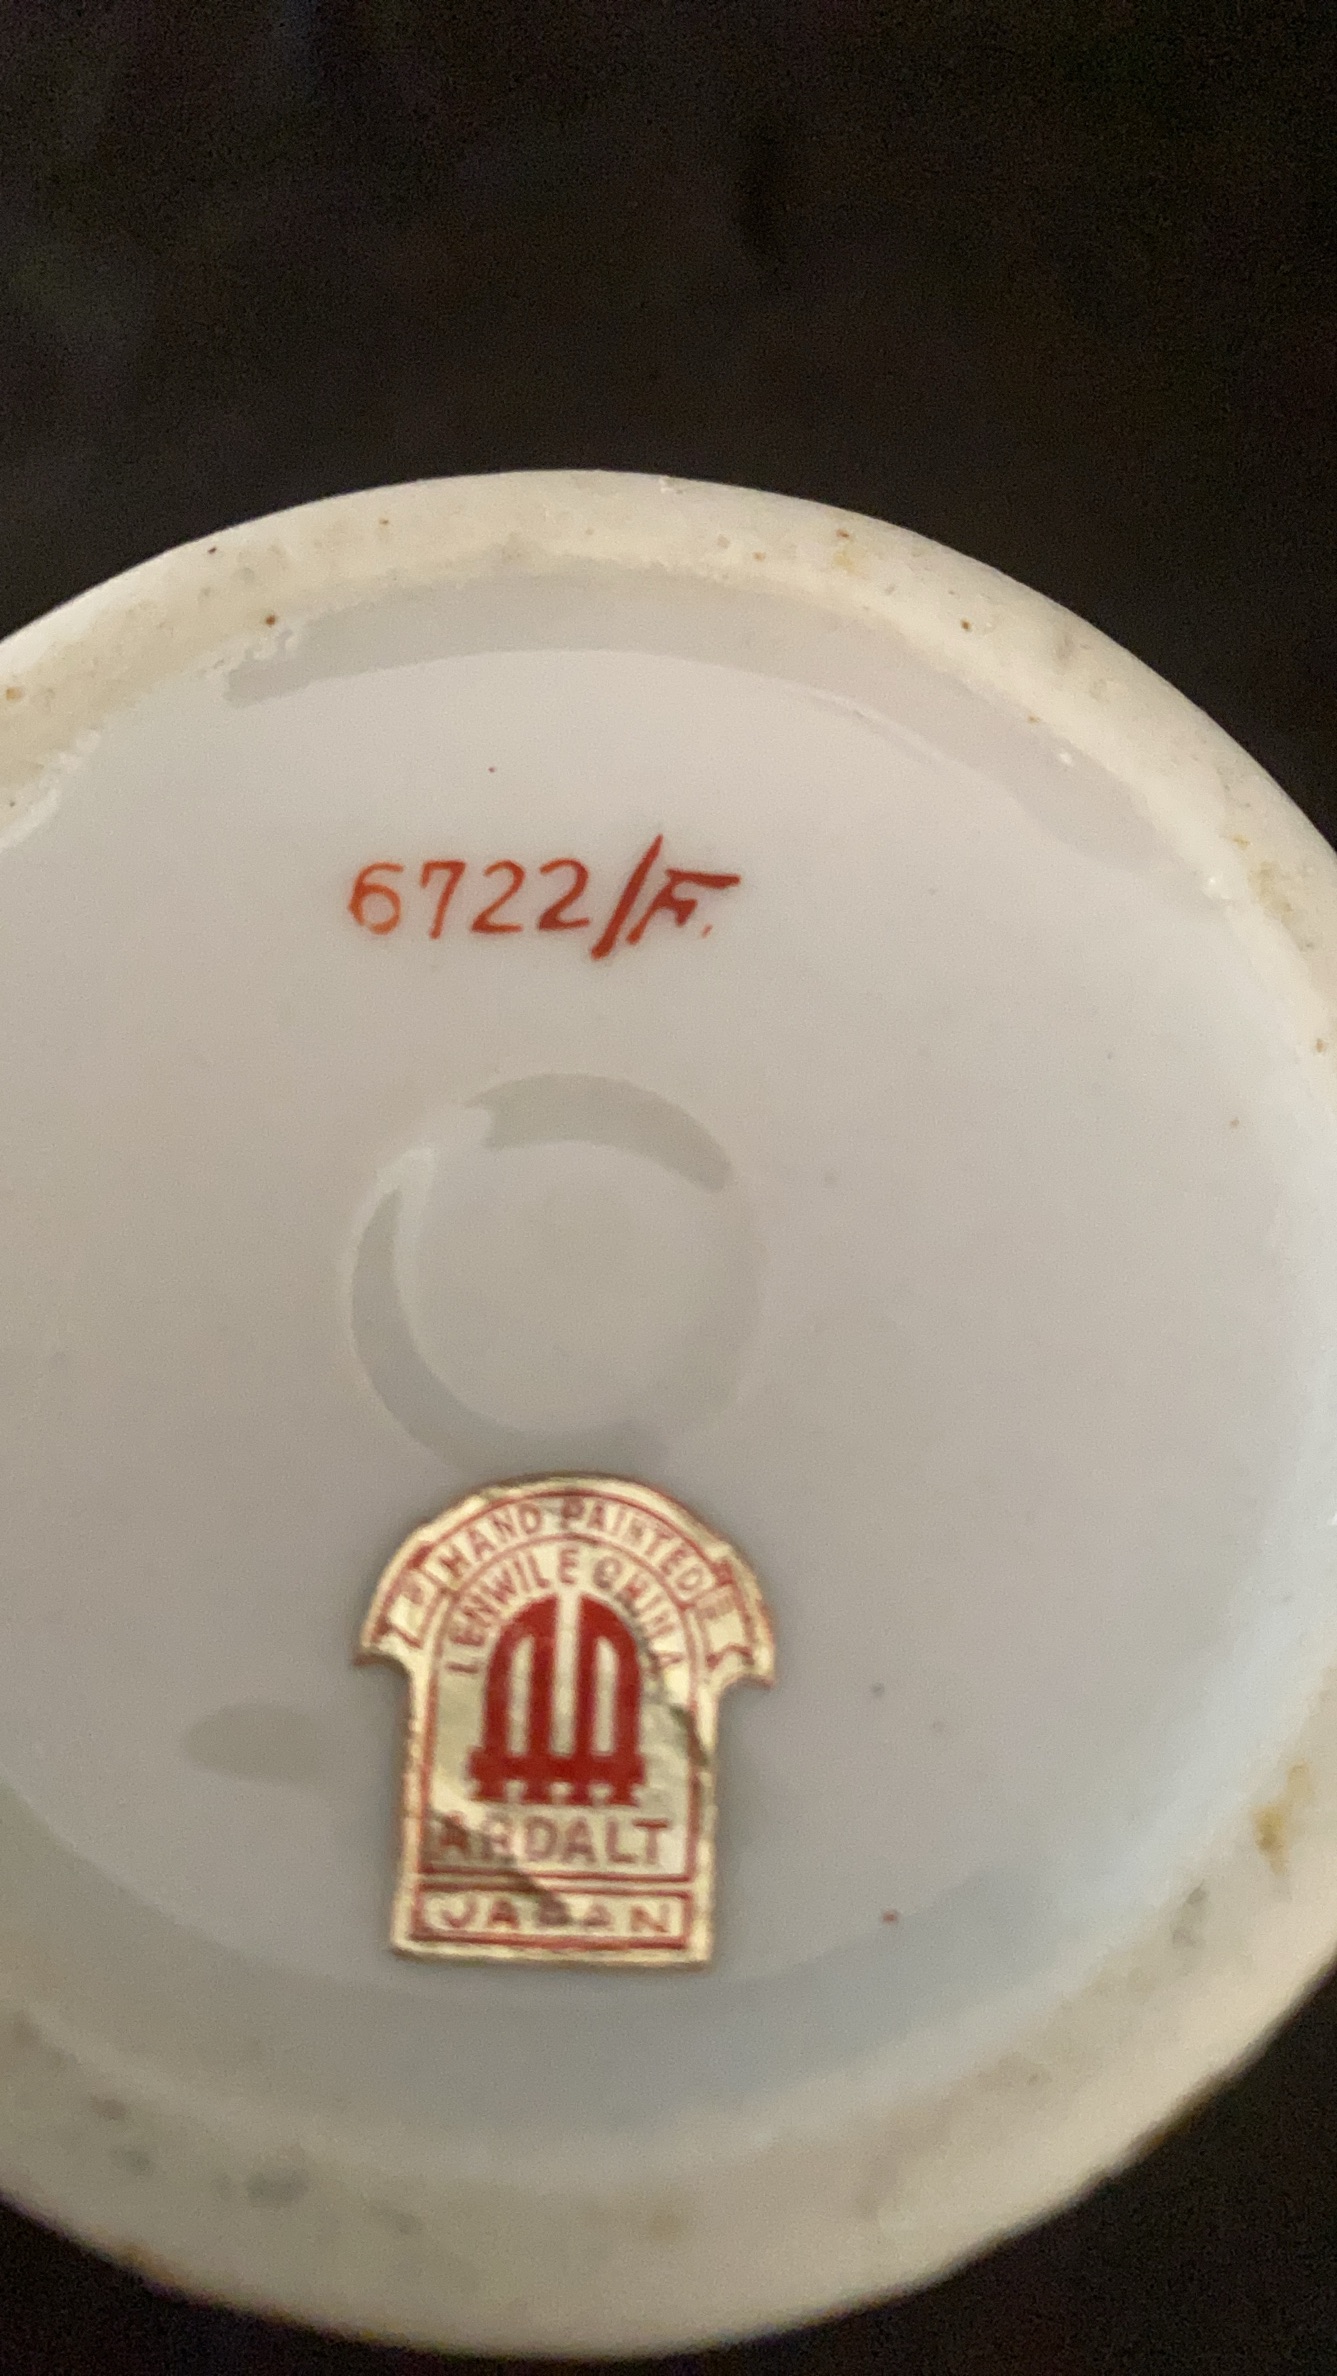 6722/F.
HAND PAINTED
LENWILE CHINA
ARDALT
JAPAN